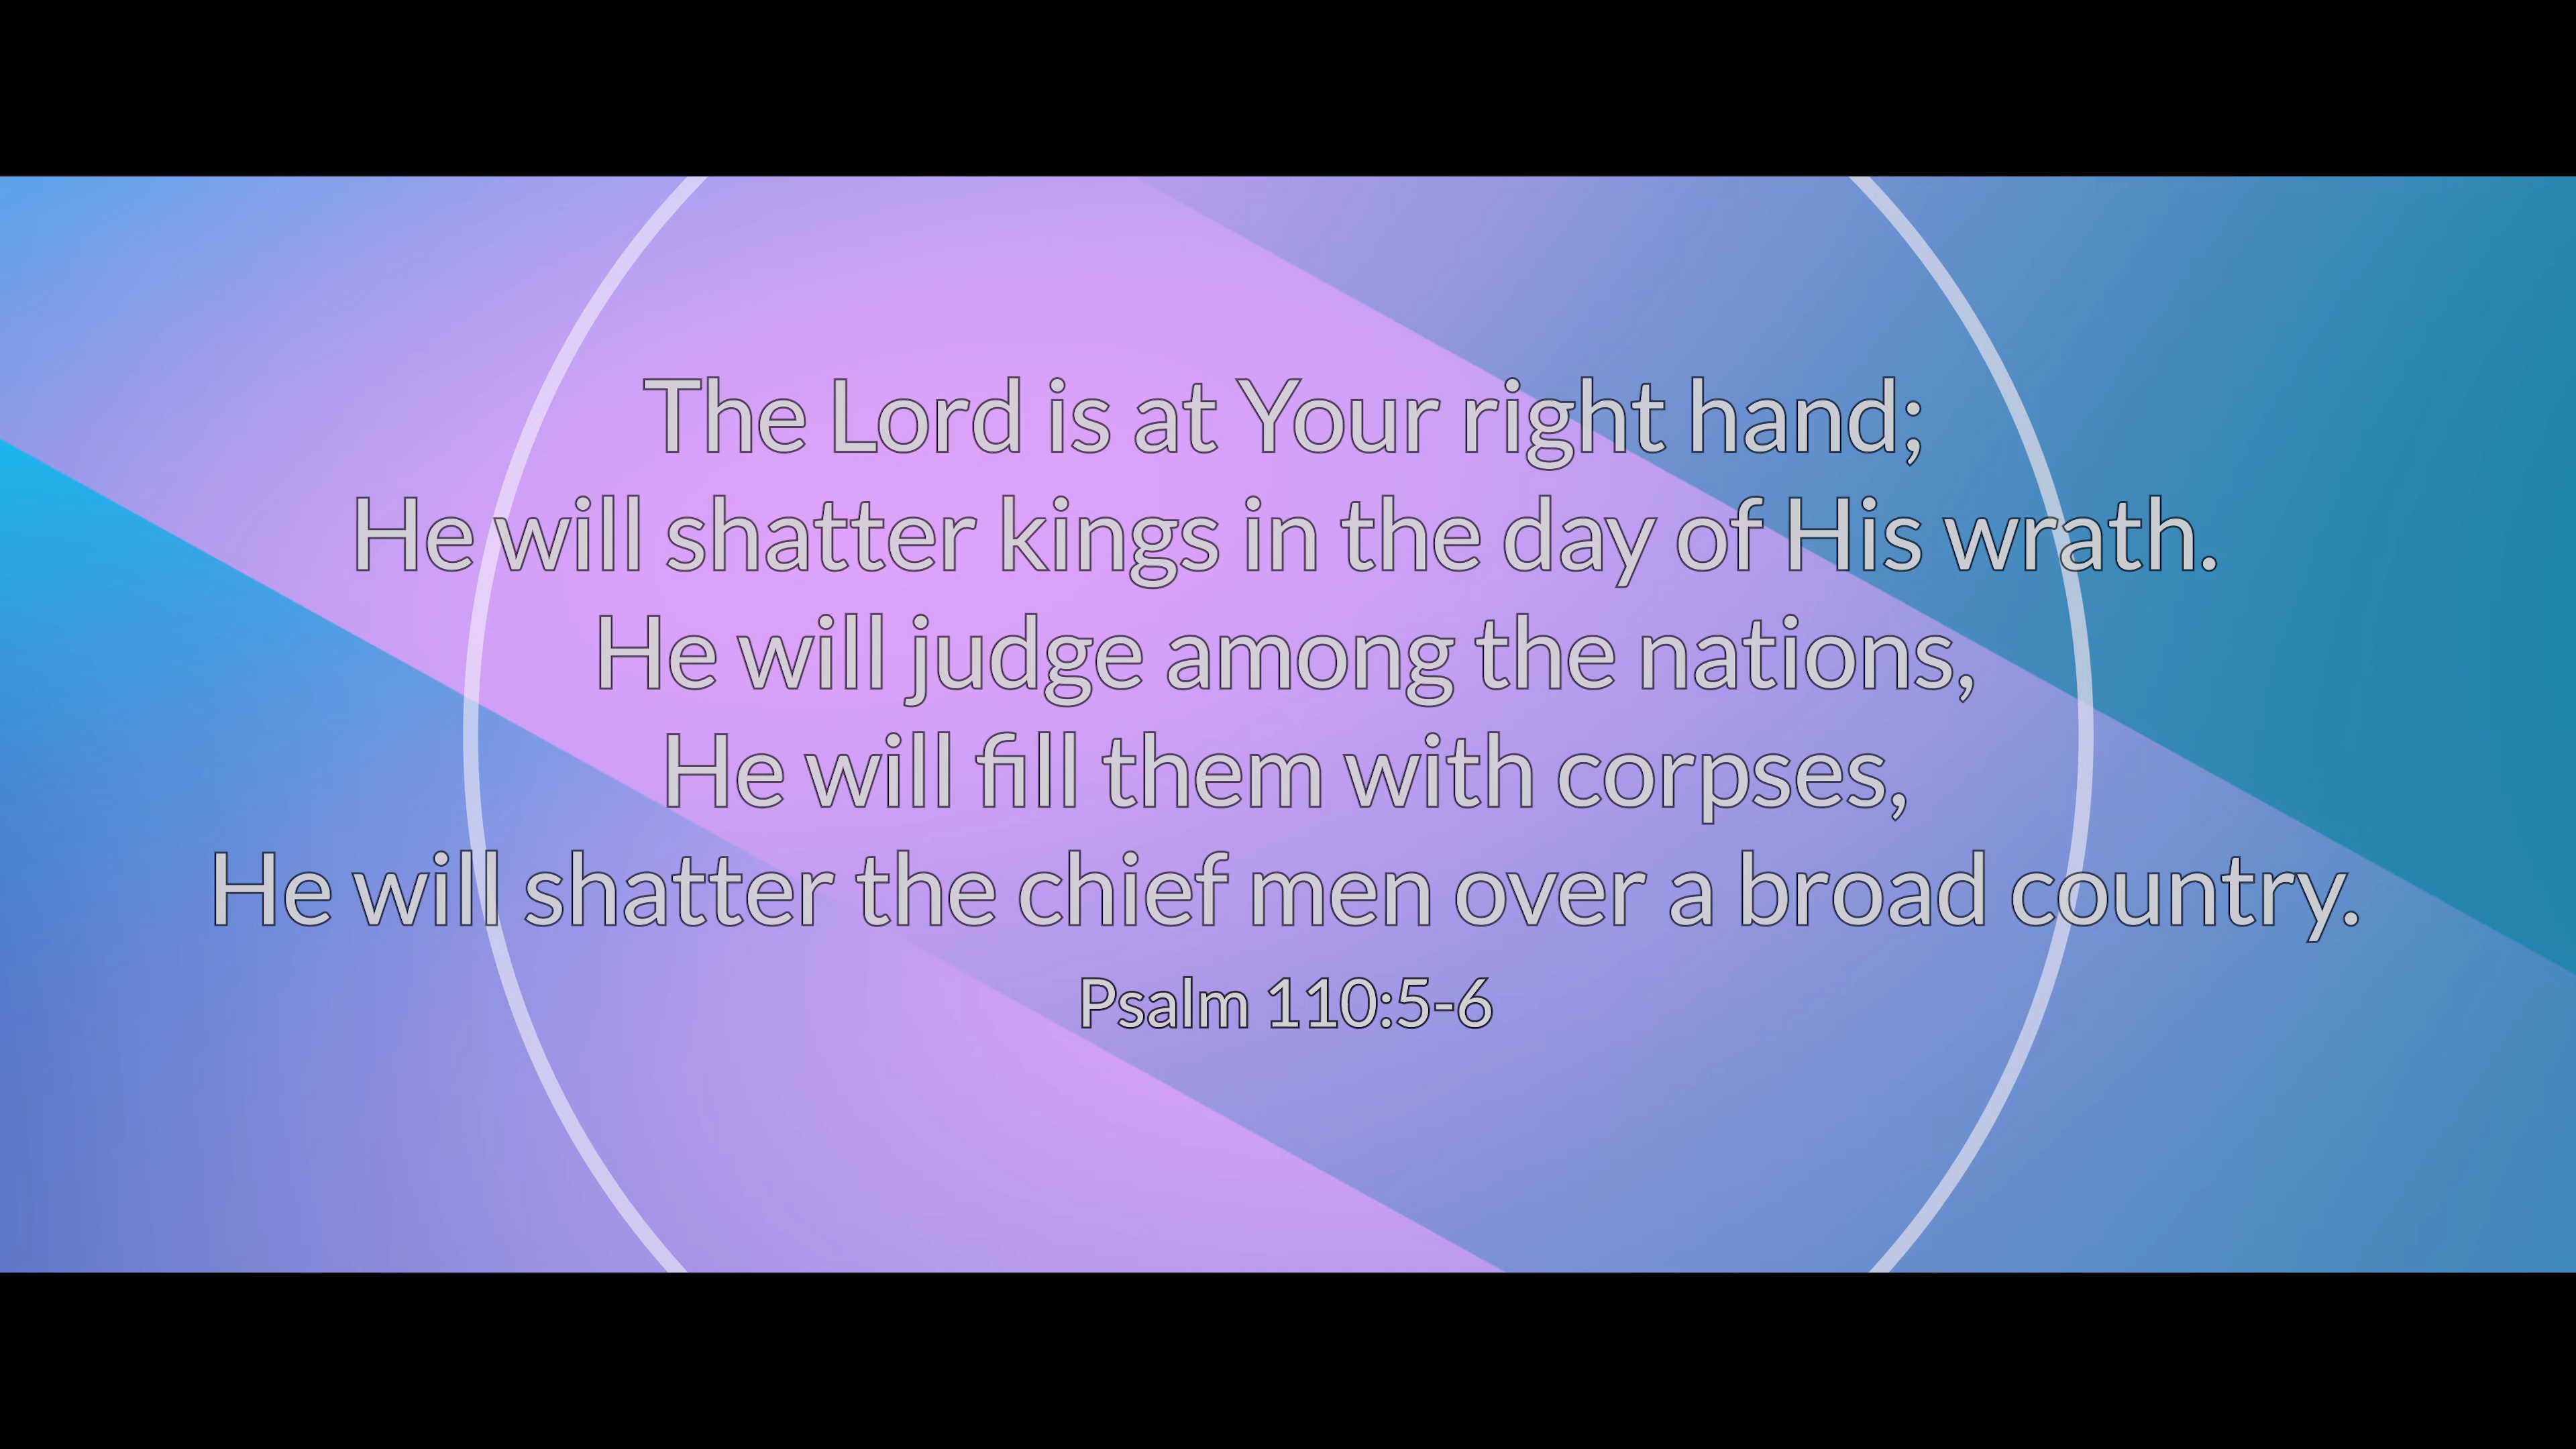 The Lord is at Your right hand;
He will shatter kings in the day of His wrath.
He will judge among the nations,
He will fill them with corpses,
He will shatter the chief men over a broad country.
Psalm 110:5-6